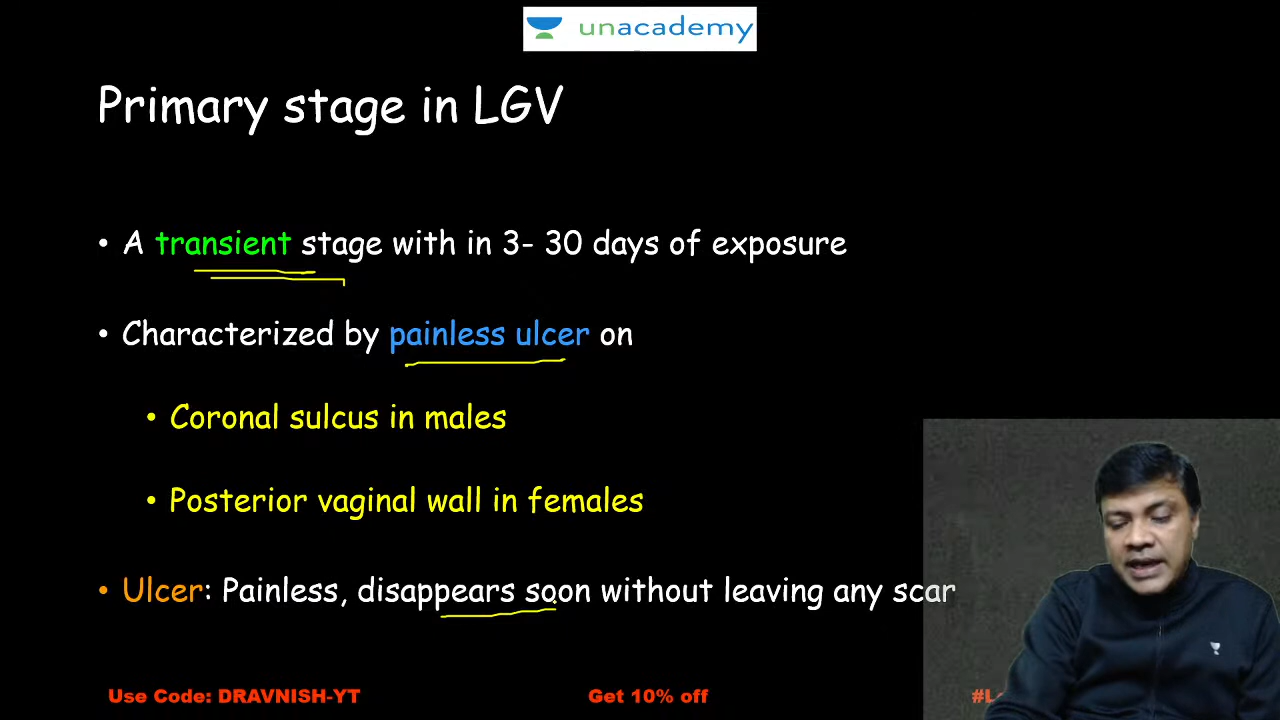 unacademy
Primary stage in LGV
• A transient stage with in 3- 30 days of exposure
• Characterized by painless ulcer on
• Coronal sulcus in males
• Posterior vaginal wall in females
• Ulcer: Painless, disappears soon without leaving any scar
Use Code: DRAVNISH-YT Get 10% off